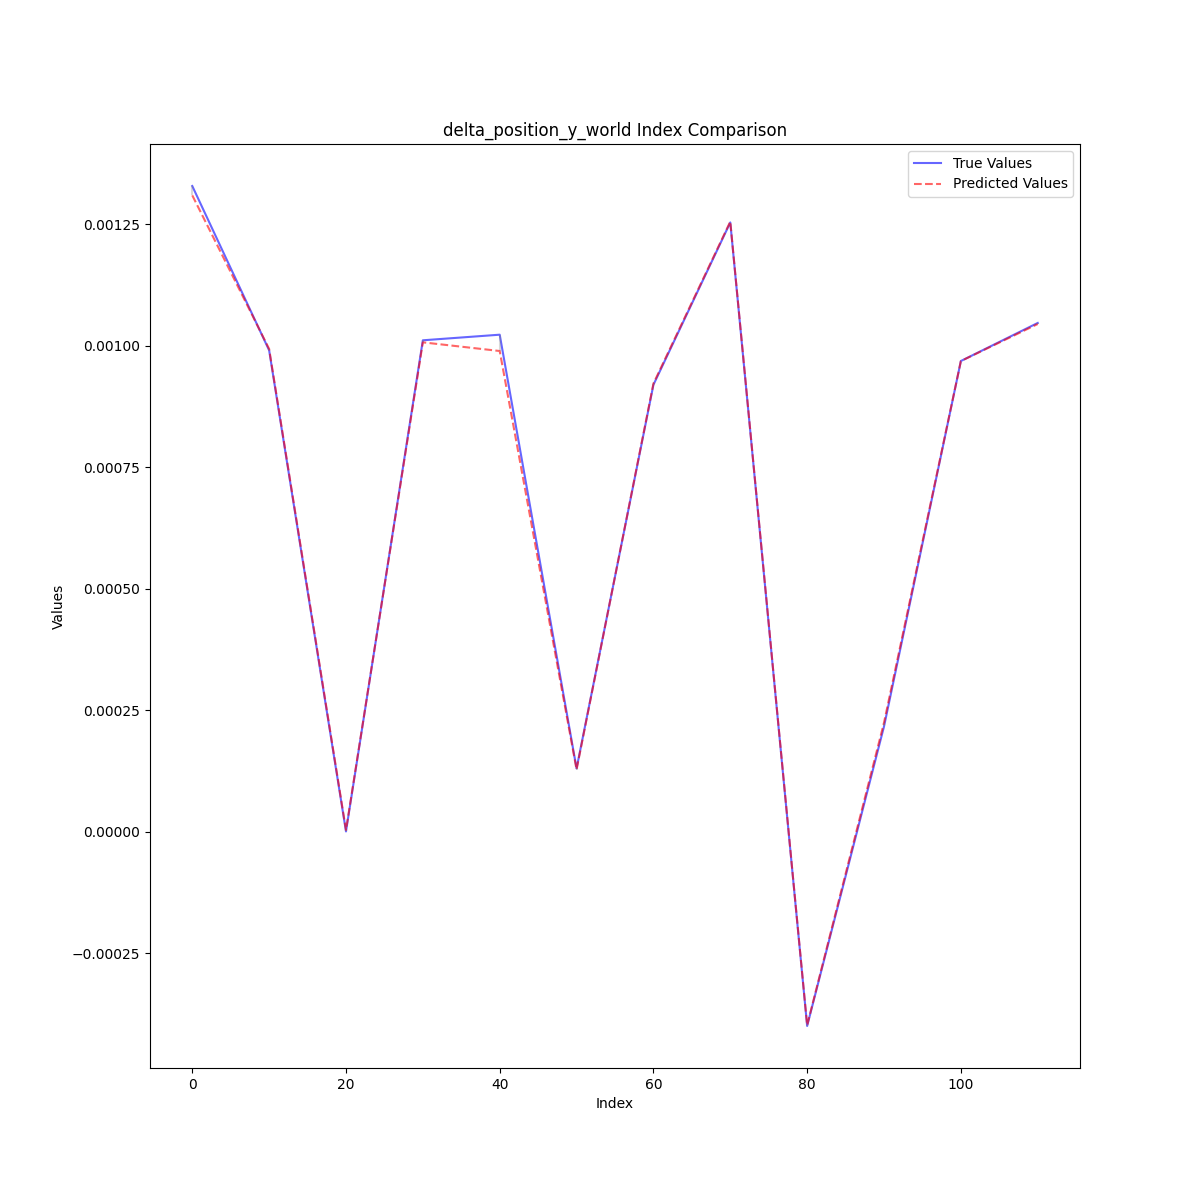 delta_position_y_world Index Comparison
True Values
Predicted Values
0.00125
0.00100
0.00075
0.00050
0.00025
0.00000
−0.00025
Values
0 20 40 60 80 100
Index